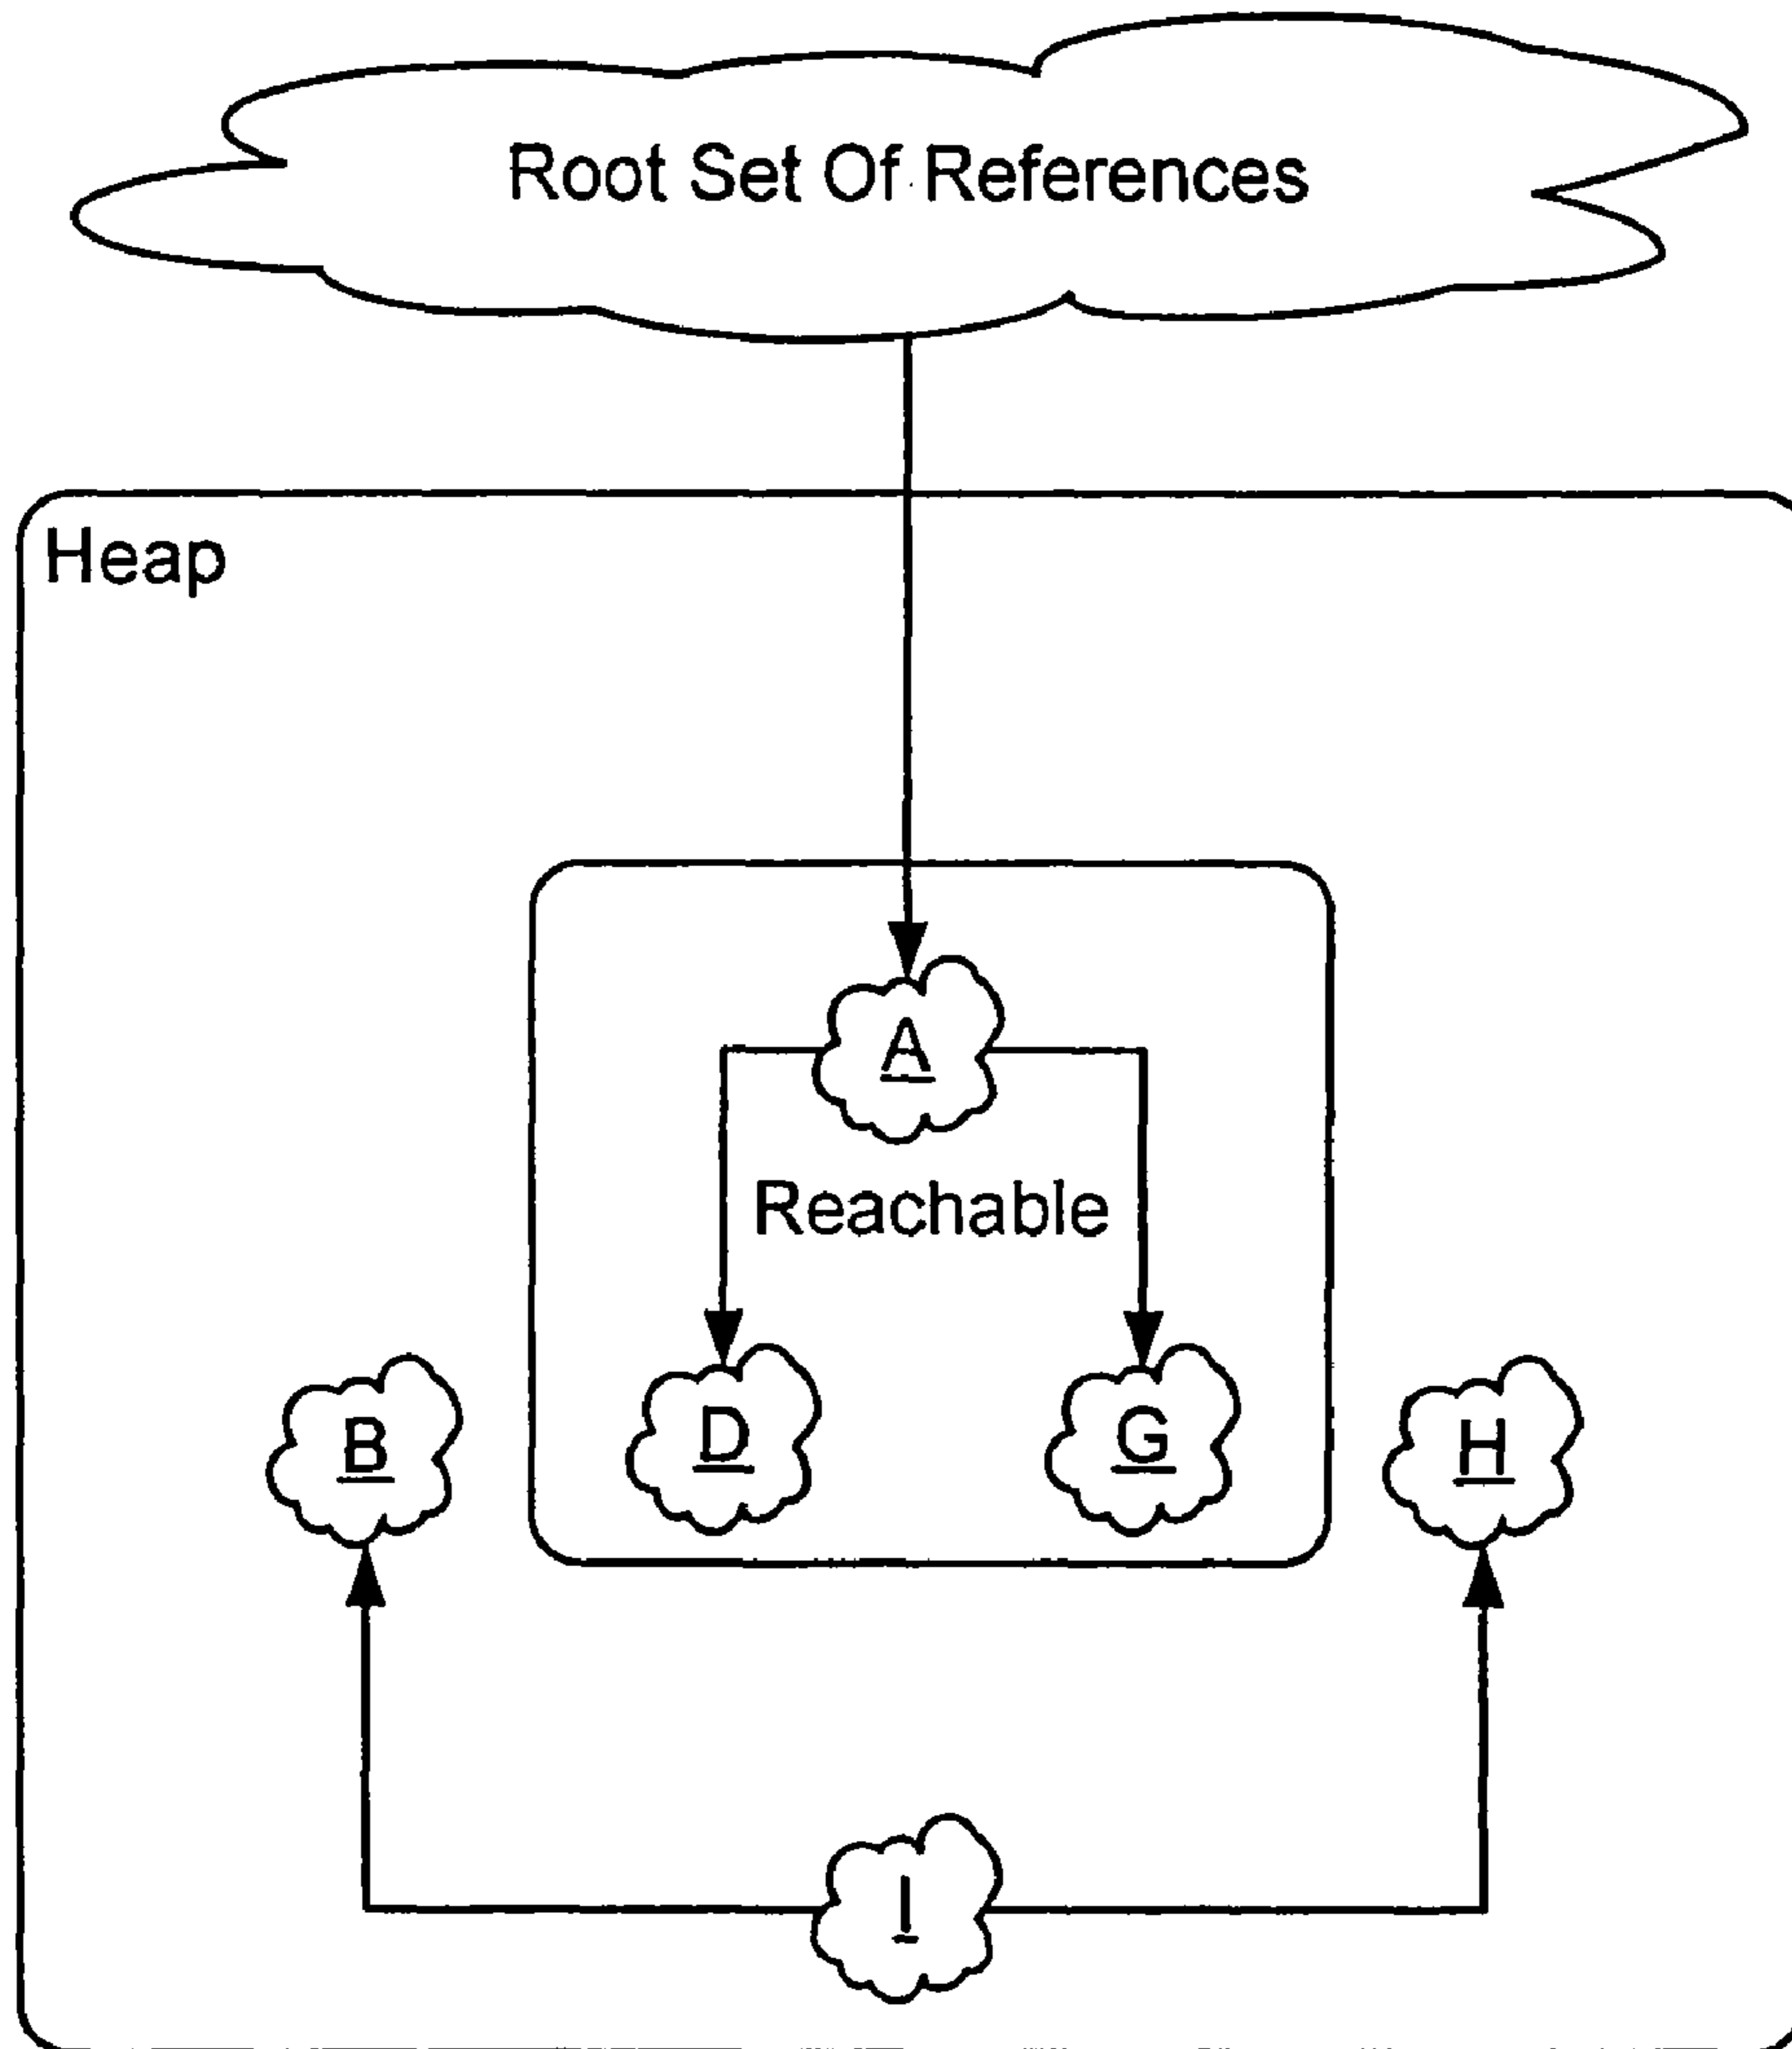 Root Set Of References
Heap
A
Reachable
D
G
B
H
I